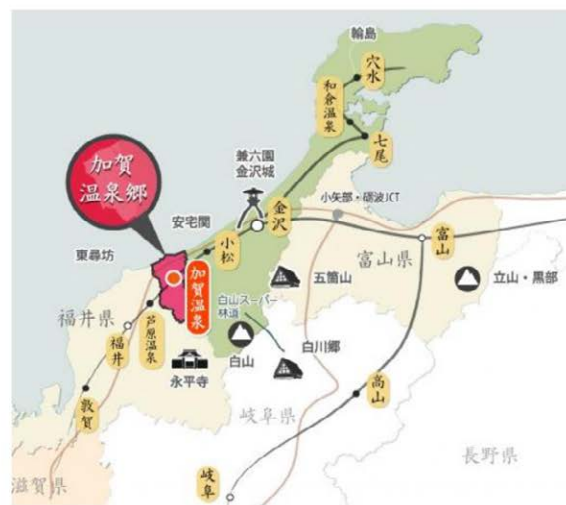 輪島
穴水
和倉温泉
七尾
加賀
温泉郷
兼六園
金沢城
小矢部・砺波JCT
安宅関
金沢
東尋坊
小松
富山
富山県
加賀温泉
五箇山
立山・黒部
福井県
芦原温泉
白山スーパー
林道
福井
白山
白川郷
永平寺
敦賀
高山
岐阜県
長野県
滋賀県
岐阜